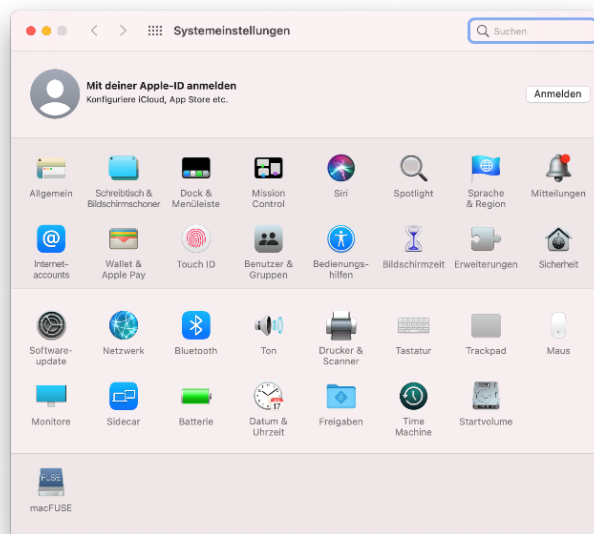 Systemeinstellungen
Suchen
Mit deiner Apple-ID anmelden
Konfiguriere iCloud, App Store etc.
Anmelden
Allgemein
Schreibtisch &
Bildschirmschoner
Dock &
Menüleiste
Mission
Control
Siri
Spotlight
Sprache
& Region
Mitteilungen
Internet-
accounts
Wallet &
Apple Pay
Touch ID
Benutzer &
Gruppen
Bedienungs-
hilfen
Bildschirmzeit
Erweiterungen
Sicherheit
Software-
update
Netzwerk
Bluetooth
Ton
Drucker &
Scanner
Tastatur
Trackpad
Maus
Monitore
Sidecar
Batterie
17
Datum &
Uhrzeit
Freigaben
Time
Machine
Startvolume
FUSE
macFUSE